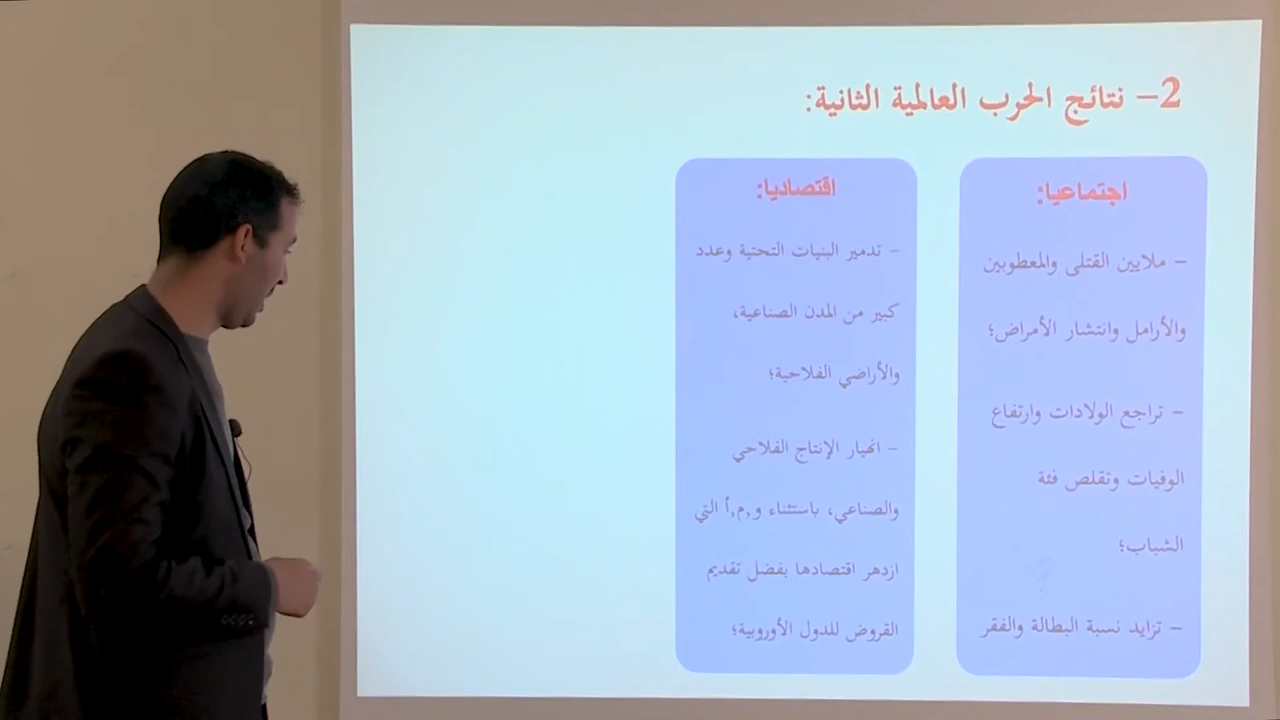 2- نتائج الحرب العالمية الثانية:
اجتماعيا:
- ملايين القتلى والمعطوبين
والأرامل وانتشار الأمراض؛
- تراجع الولادات وارتفاع
الوفيات وتقلص فئة
الشباب؛
- تزايد نسبة البطالة والفقر
اقتصاديا:
- تدمير البنيات التحتية وعدد
كبير من المدن الصناعية،
والأراضي الفلاحية؛
- انهيار الإنتاج الفلاحي
والصناعي، باستثناء و,م,أ التي
ازدهر اقتصادها بفضل تقديم
القروض للدول الأوروبية؛